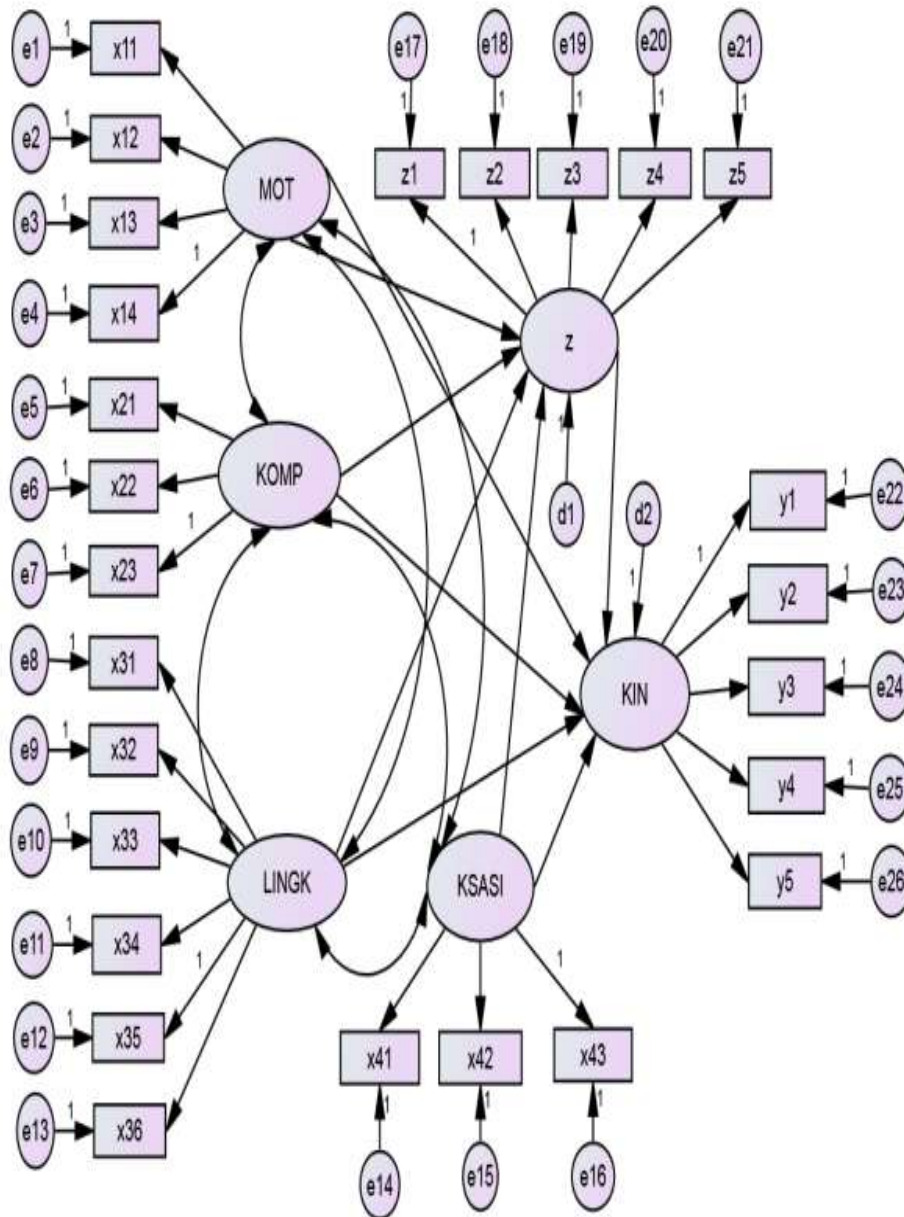 e1 1 x11
e2 1 x12
e3 1 x13
e4 1 x14
1
MOT
e5 1 x21
e6 1 x22
e7 1 x23
1
KOMP
e8 1 x31
e9 1 x32
e10 1 x33
e11 1 x34
e12 1 x35
e13 1 x36
1
LINGK
e17 e18 e19 e20 e21
1 1 1 1 1
z1 z2 z3 z4 z5
1
z
1
d1 d2
1
KIN
1
y1 1 e22
y2 1 e23
y3 1 e24
y4 1 e25
y5 1 e26
KSASI
1
x41 x42 x43
1 1 1
e14 e15 e16